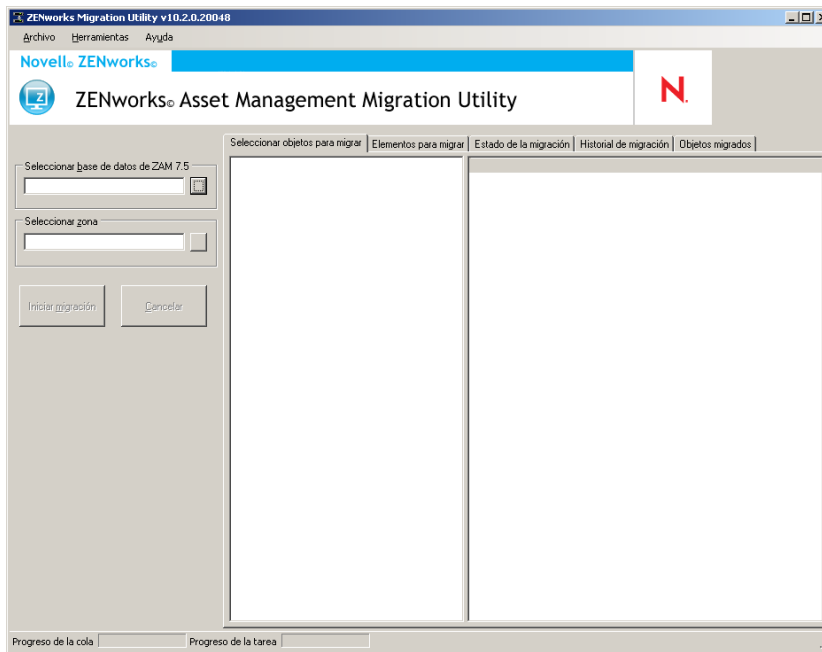 ZENworks Migration Utility v10.2.0.20048
Archivo Herramientas Ayuda
Novell© ZENworks©
ZENworks© Asset Management Migration Utility
N.
Seleccionar objetos para migrar Elementos para migrar Estado de la migración Historial de migración Objetos migrados
Seleccionar base de datos de ZAM 7.5
Seleccionar zona
Iniciar migración Cancelar
Progreso de la cola Progreso de la tarea